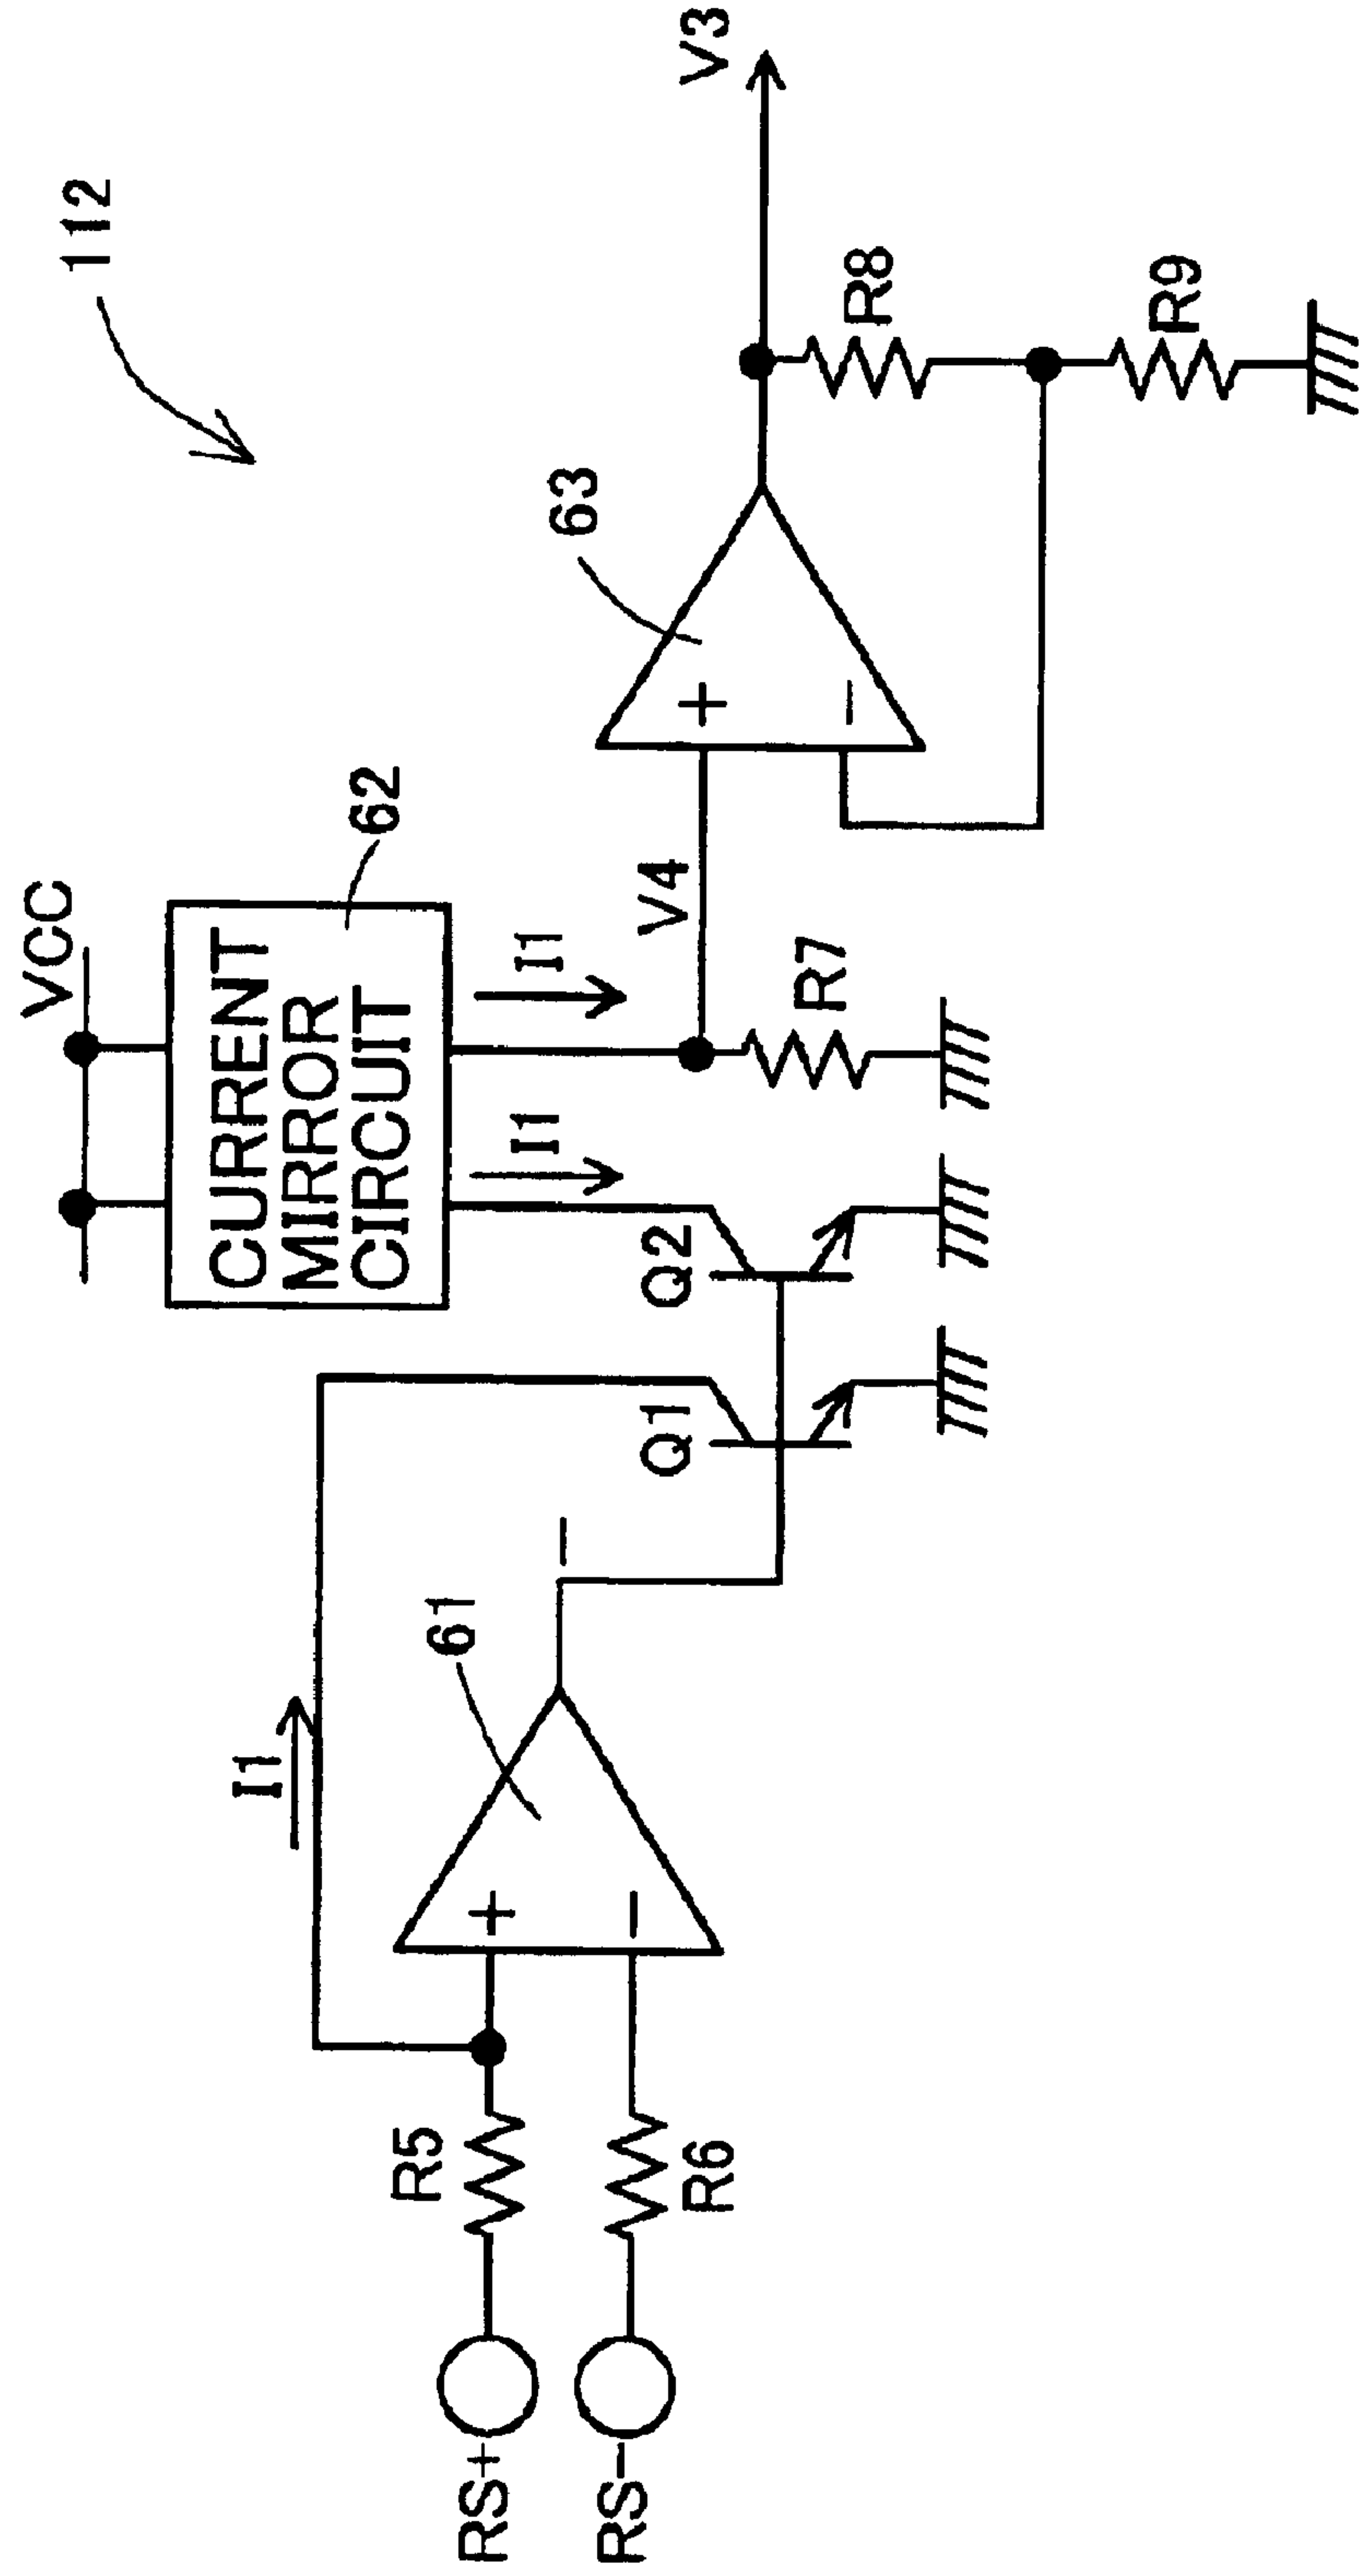 112
VCC
CURRENT
MIRROR
CIRCUIT
62
I1
I1
I1
61
63
+
−
+
−
−
V4
V3
R5
R6
R7
R8
R9
Q1
Q2
RS+
RS−